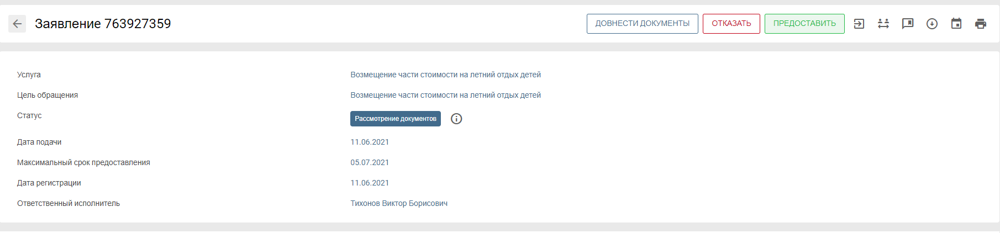 Заявление 763927359
ДОВНЕСТИ ДОКУМЕНТЫ
ОТКАЗАТЬ
ПРЕДОСТАВИТЬ
Услуга
Возмещение части стоимости на летний отдых детей
Цель обращения
Возмещение части стоимости на летний отдых детей
Статус
Рассмотрение документов
Дата подачи
11.06.2021
Максимальный срок предоставления
05.07.2021
Дата регистрации
11.06.2021
Ответственный исполнитель
Тихонов Виктор Борисович